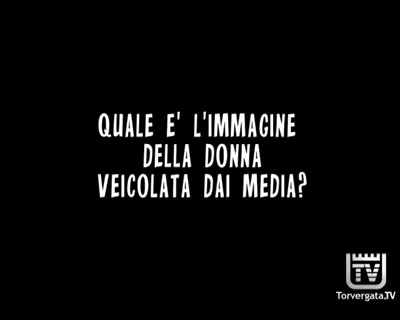 QUALE E' L'IMMAGINE
DELLA DONNA
VEICOLATA DAI MEDIA?
TV
Torvergata.TV